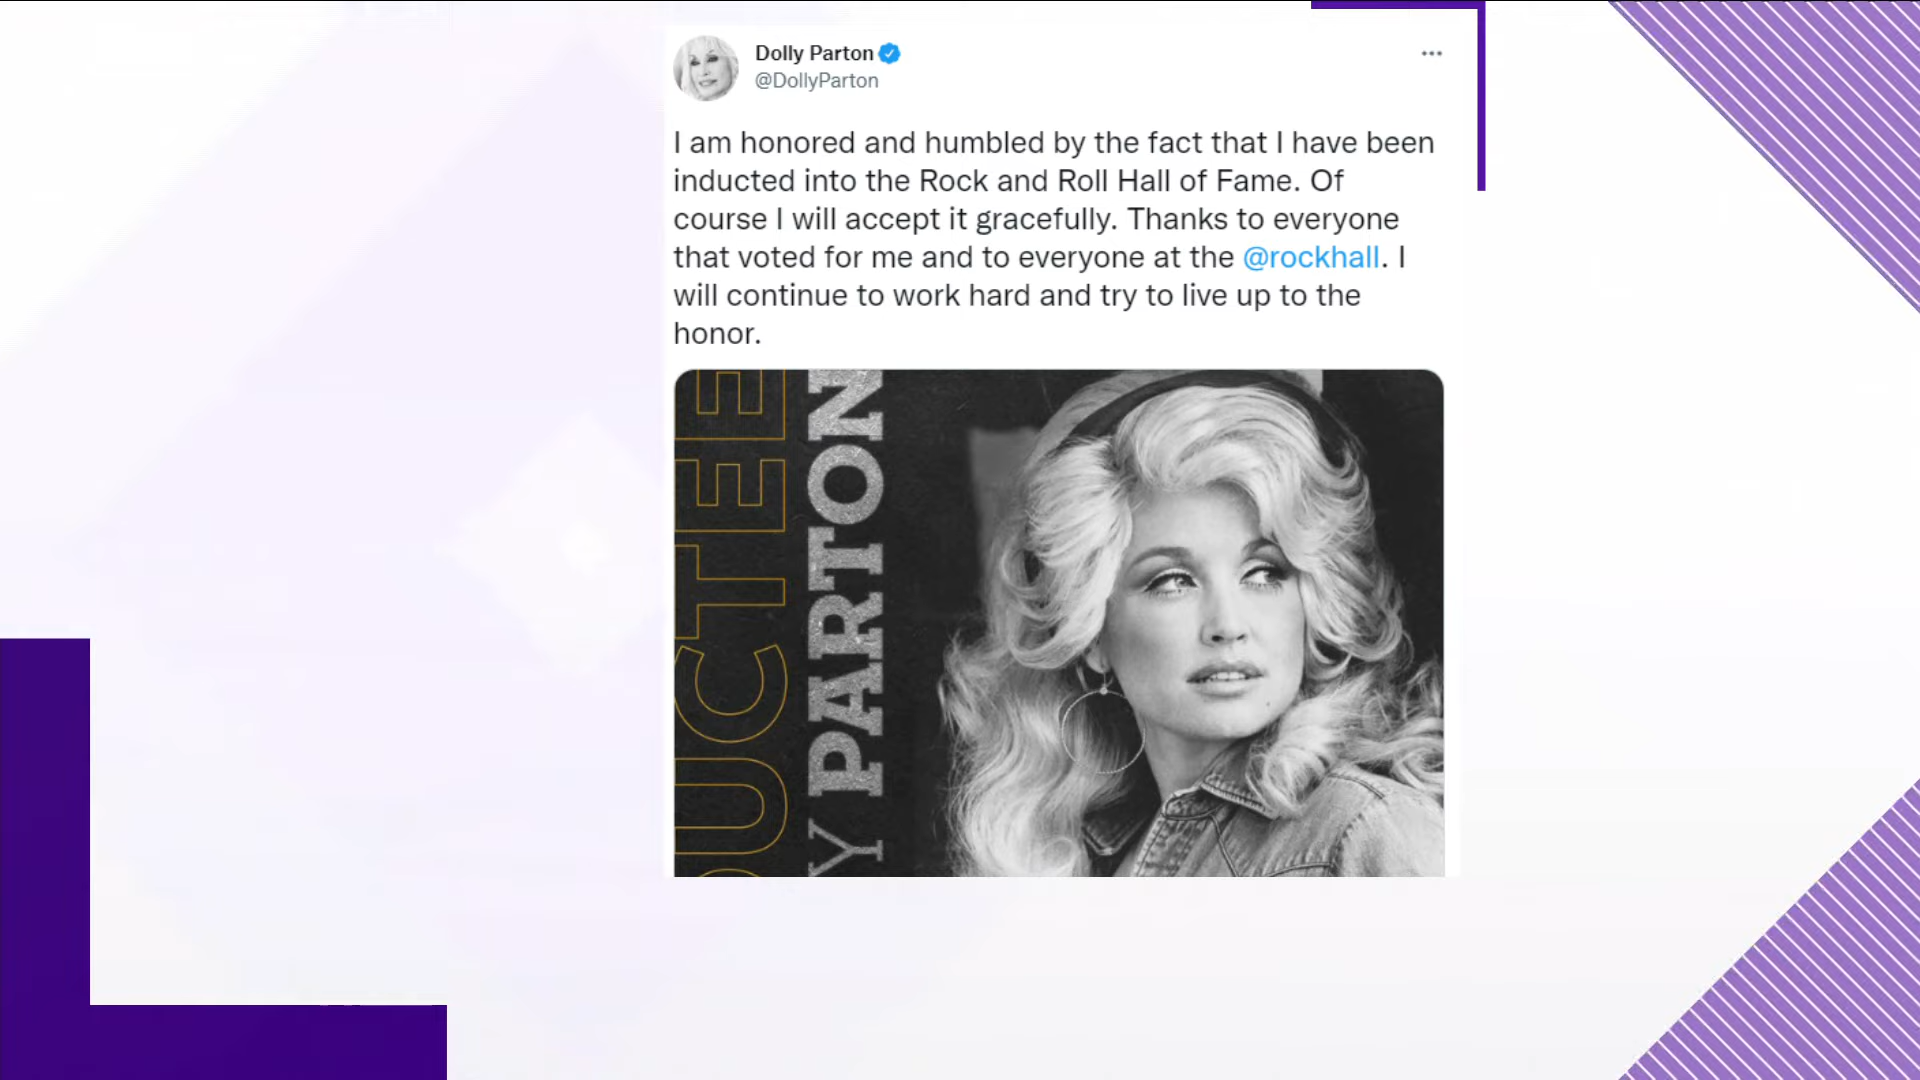 Dolly Parton
@DollyParton
I am honored and humbled by the fact that I have been
inducted into the Rock and Roll Hall of Fame. Of
course I will accept it gracefully. Thanks to everyone
that voted for me and to everyone at the @rockhall. I
will continue to work hard and try to live up to the
honor.
UCTEE
Y PARTON